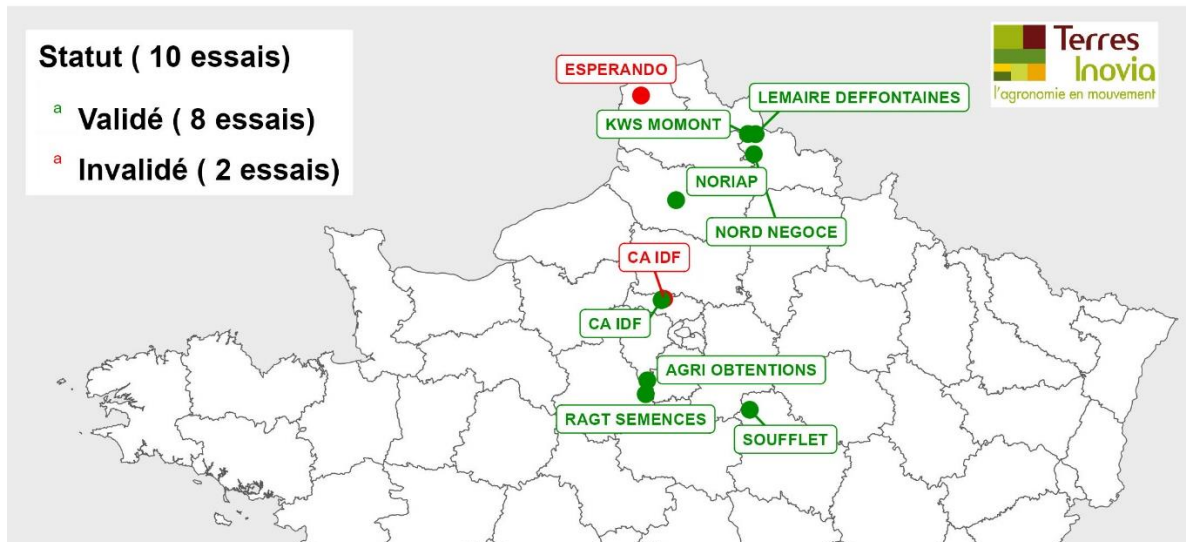 Statut ( 10 essais)
a Validé ( 8 essais)
a Invalidé ( 2 essais)
Terres
Inovia
l'agronomie en mouvement
ESPERANDO
LEMAIRE DEFFONTAINES
KWS MOMONT
NORIAP
NORD NEGOCE
CA IDF
CA IDF
AGRI OBTENTIONS
RAGT SEMENCES
SOUFFLET